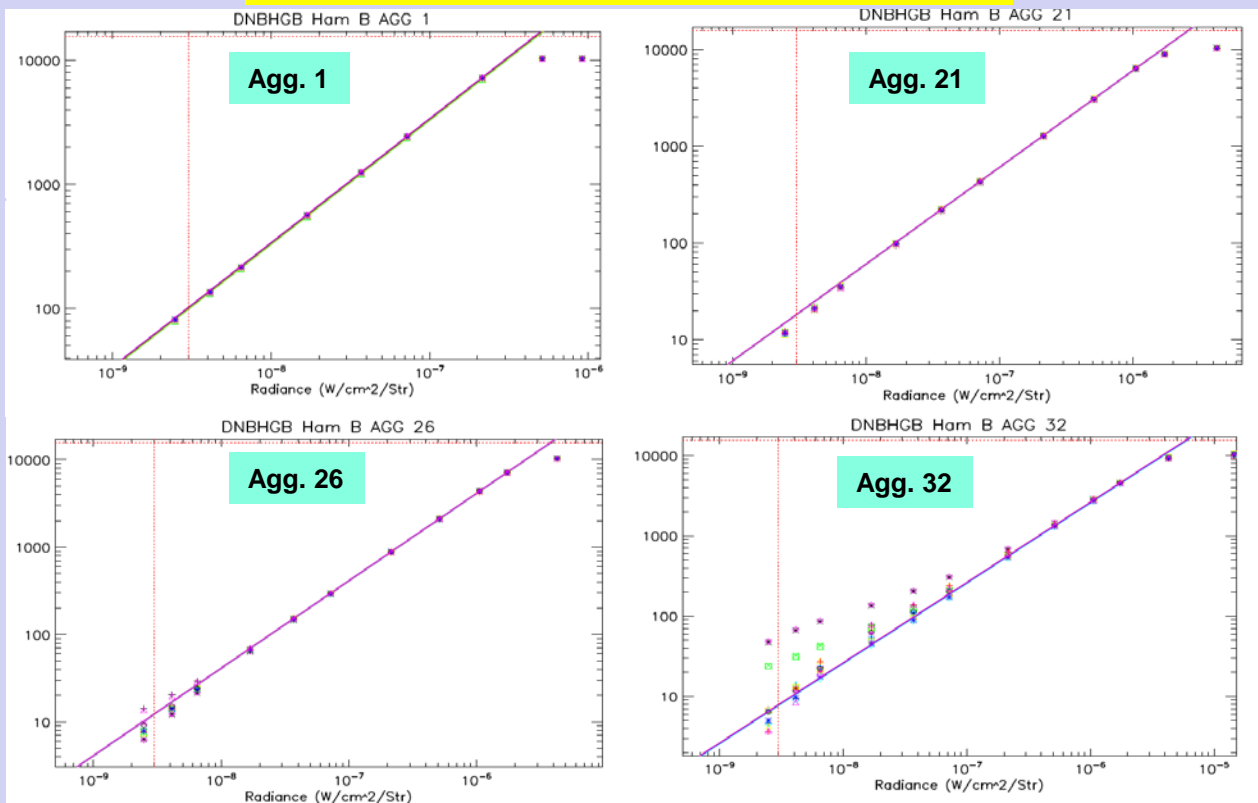 DNBHGB Ham B AGG 1
Agg. 1
10000
1000
100
10⁻⁹ 10⁻⁸ 10⁻⁷ 10⁻⁶
Radiance (W/cm^2/Str)
DNBHGB Ham B AGG 21
Agg. 21
10000
1000
100
10
10⁻⁹ 10⁻⁸ 10⁻⁷ 10⁻⁶
Radiance (W/cm^2/Str)
DNBHGB Ham B AGG 26
Agg. 26
10000
1000
100
10
10⁻⁹ 10⁻⁸ 10⁻⁷ 10⁻⁶
Radiance (W/cm^2/Str)
DNBHGB Ham B AGG 32
Agg. 32
10000
1000
100
10
10⁻⁹ 10⁻⁸ 10⁻⁷ 10⁻⁶ 10⁻⁵
Radiance (W/cm^2/Str)